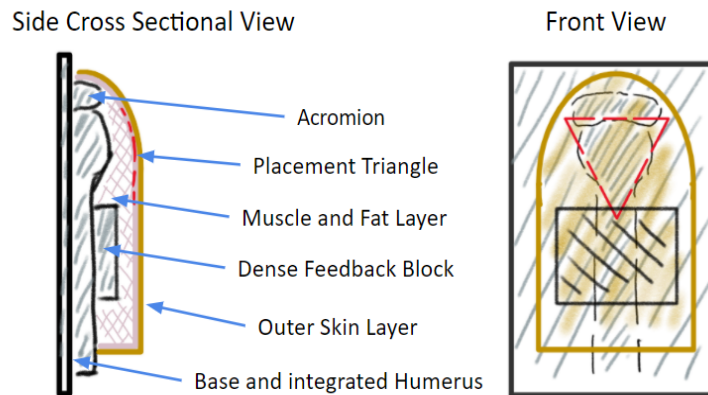 Side Cross Sectional View
Front View
Acromion
Placement Triangle
Muscle and Fat Layer
Dense Feedback Block
Outer Skin Layer
Base and integrated Humerus